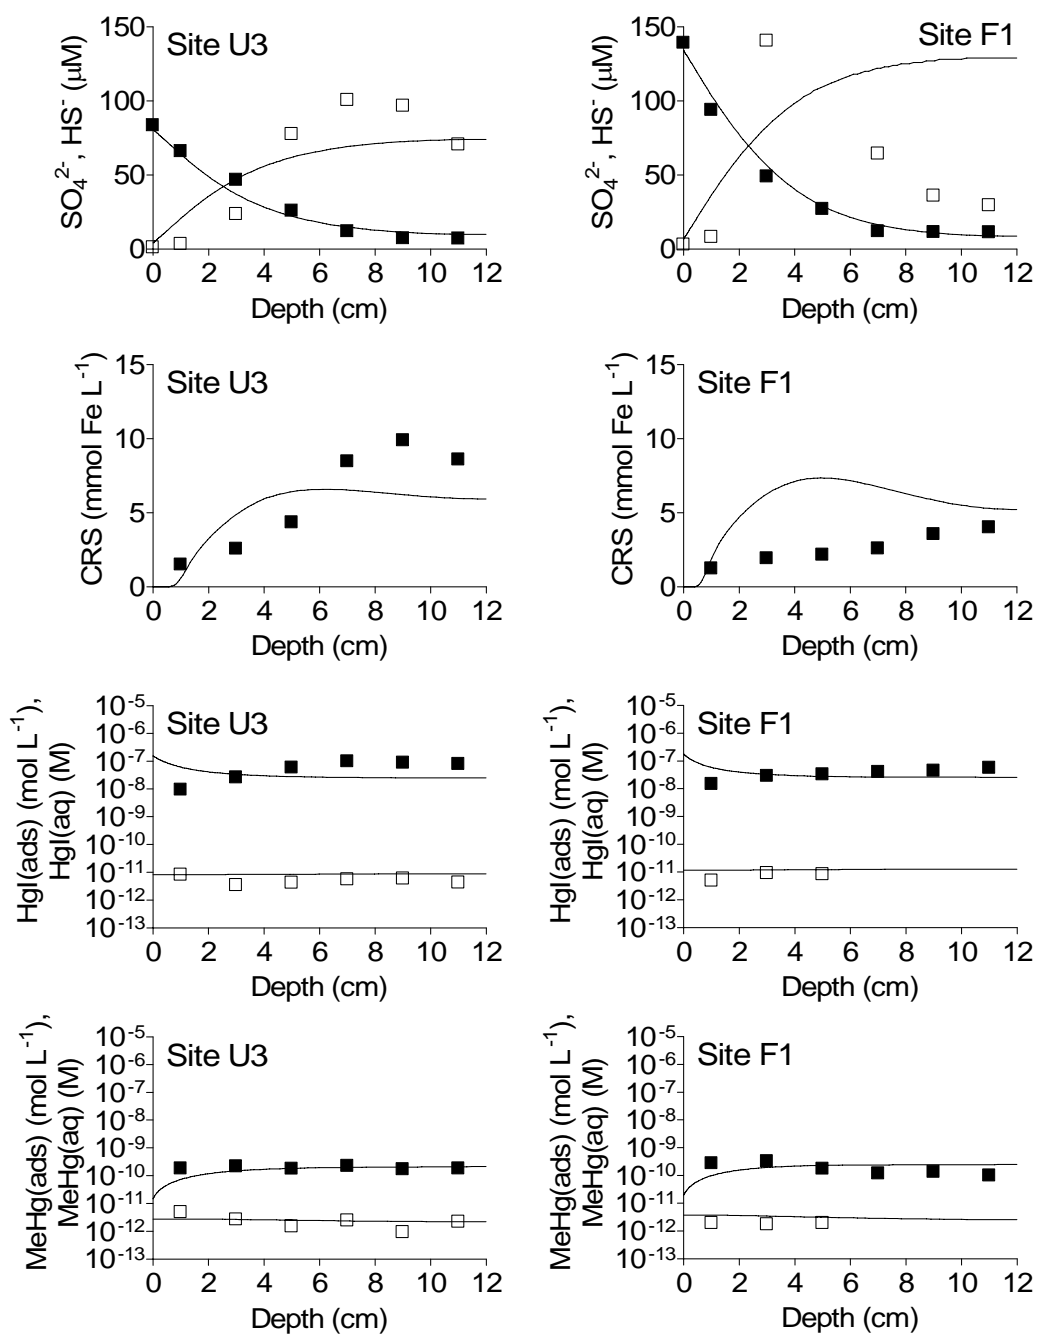 SO₄²⁻, HS⁻ (μM)
150
100
50
0
Site U3
0 2 4 6 8 10 12
Depth (cm)
SO₄²⁻, HS⁻ (μM)
150
100
50
0
Site F1
0 2 4 6 8 10 12
Depth (cm)
CRS (mmol Fe L⁻¹)
15
10
5
0
Site U3
0 2 4 6 8 10 12
Depth (cm)
CRS (mmol Fe L⁻¹)
15
10
5
0
Site F1
0 2 4 6 8 10 12
Depth (cm)
HgI(ads) (mol L⁻¹),
HgI(aq) (M)
10⁻⁵
10⁻⁶
10⁻⁷
10⁻⁸
10⁻⁹
10⁻¹⁰
10⁻¹¹
10⁻¹²
10⁻¹³
Site U3
0 2 4 6 8 10 12
Depth (cm)
HgI(ads) (mol L⁻¹),
HgI(aq) (M)
10⁻⁵
10⁻⁶
10⁻⁷
10⁻⁸
10⁻⁹
10⁻¹⁰
10⁻¹¹
10⁻¹²
10⁻¹³
Site F1
0 2 4 6 8 10 12
Depth (cm)
MeHg(ads) (mol L⁻¹),
MeHg(aq) (M)
10⁻⁵
10⁻⁶
10⁻⁷
10⁻⁸
10⁻⁹
10⁻¹⁰
10⁻¹¹
10⁻¹²
10⁻¹³
Site U3
0 2 4 6 8 10 12
Depth (cm)
MeHg(ads) (mol L⁻¹),
MeHg(aq) (M)
10⁻⁵
10⁻⁶
10⁻⁷
10⁻⁸
10⁻⁹
10⁻¹⁰
10⁻¹¹
10⁻¹²
10⁻¹³
Site F1
0 2 4 6 8 10 12
Depth (cm)